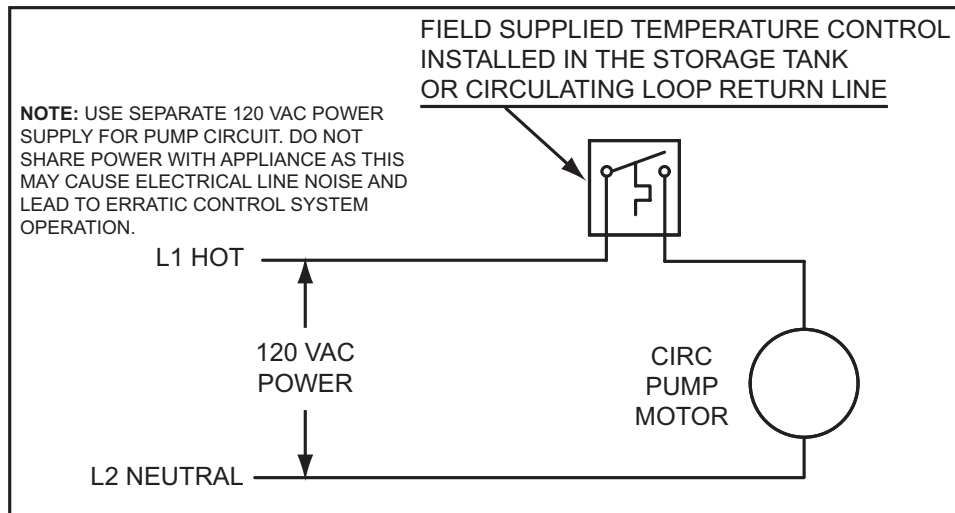 FIELD SUPPLIED TEMPERATURE CONTROL
INSTALLED IN THE STORAGE TANK
OR CIRCULATING LOOP RETURN LINE
NOTE: USE SEPARATE 120 VAC POWER
SUPPLY FOR PUMP CIRCUIT. DO NOT
SHARE POWER WITH APPLIANCE AS THIS
MAY CAUSE ELECTRICAL LINE NOISE AND
LEAD TO ERRATIC CONTROL SYSTEM
OPERATION.
L1 HOT
120 VAC
POWER
CIRC
PUMP
MOTOR
L2 NEUTRAL